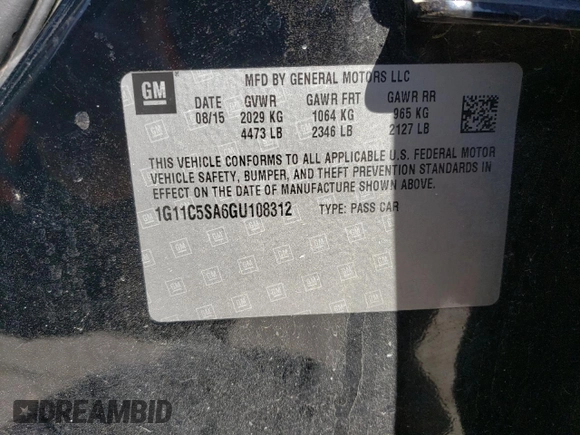 GM
MFD BY GENERAL MOTORS LLC
DATE GVWR GAWR FRT GAWR RR
08/15 2029 KG 1064 KG 965 KG
4473 LB 2346 LB 2127 LB
THIS VEHICLE CONFORMS TO ALL APPLICABLE U.S. FEDERAL MOTOR
VEHICLE SAFETY, BUMPER, AND THEFT PREVENTION STANDARDS IN
EFFECT ON THE DATE OF MANUFACTURE SHOWN ABOVE.
1G11C5SA6GU108312 TYPE: PASS CAR
DREAMBID